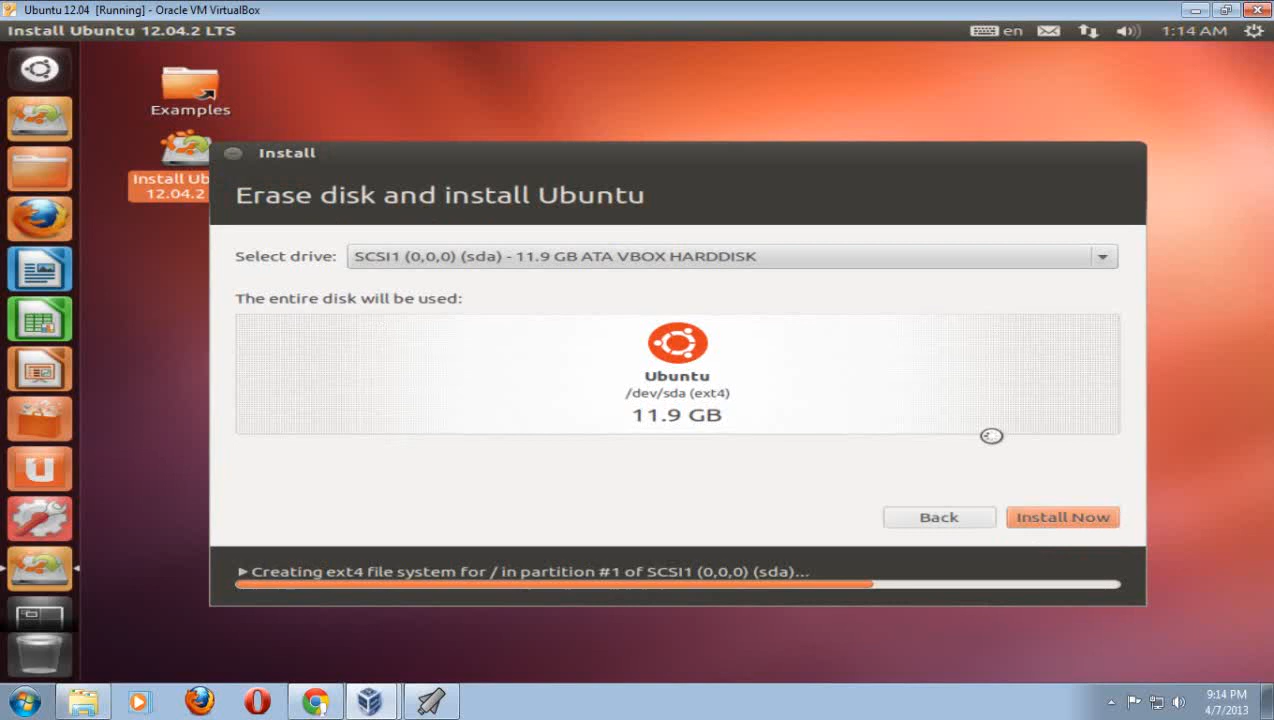 Ubuntu 12.04 [Running] - Oracle VM VirtualBox
Install Ubuntu 12.04.2 LTS
en
1:14 AM
Examples
Install Ub
12.04.2
Install
Erase disk and install Ubuntu
Select drive: SCSI1 (0,0,0) (sda) - 11.9 GB ATA VBOX HARDDISK
The entire disk will be used:
Ubuntu
/dev/sda (ext4)
11.9 GB
Back
Install Now
Creating ext4 file system for / in partition #1 of SCSI1 (0,0,0) (sda)...
9:14 PM
4/7/2013